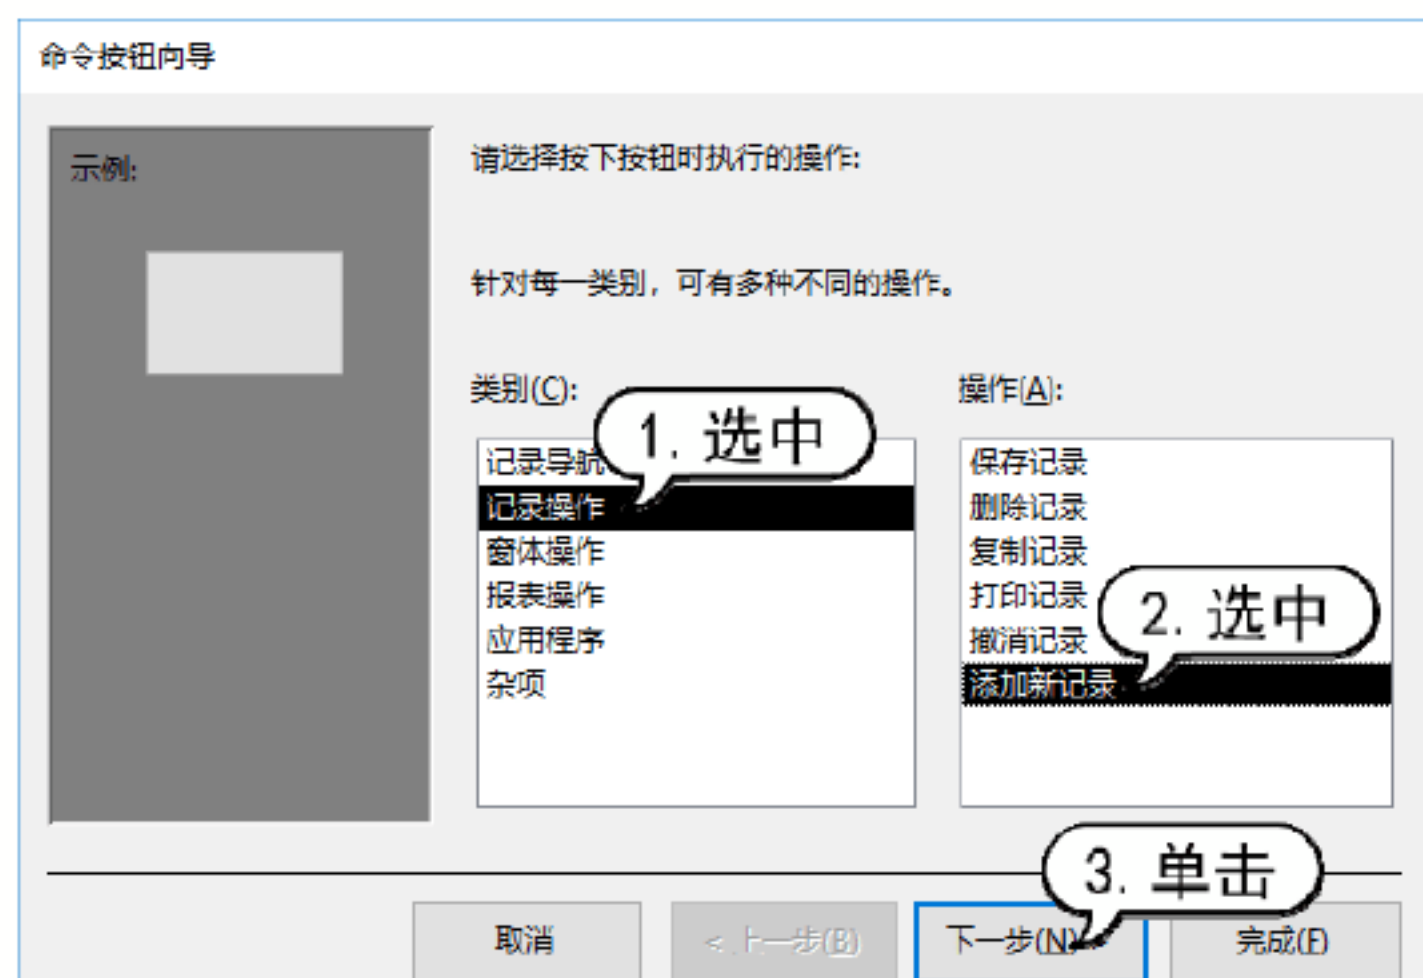 命令按钮向导
示例:
请选择按下按钮时执行的操作:
针对每一类别，可有多种不同的操作。
类别(C):
1. 选中
记录导航
记录操作
窗体操作
报表操作
应用程序
杂项
操作(A):
保存记录
删除记录
复制记录
打印记录
撤消记录
添加新记录
2. 选中
3. 单击
取消
< 上一步(B)
下一步(N)
完成(F)